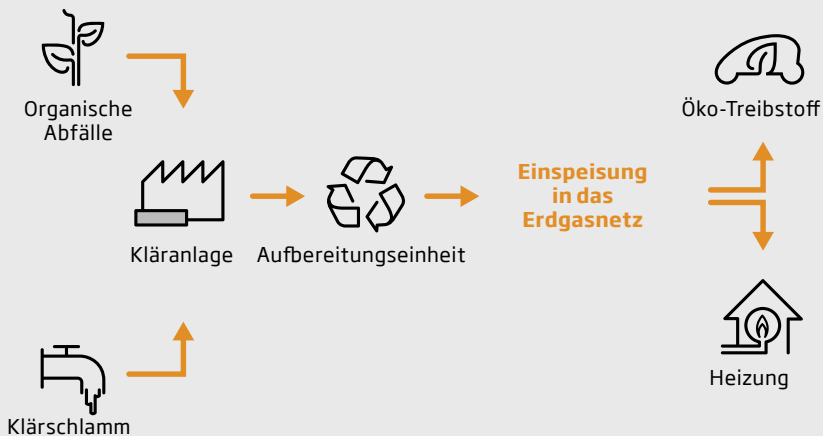 Organische
Abfälle
Öko-Treibstoff
Kläranlage
Aufbereitungseinheit
Einspeisung
in das
Erdgasnetz
Heizung
Klärschlamm